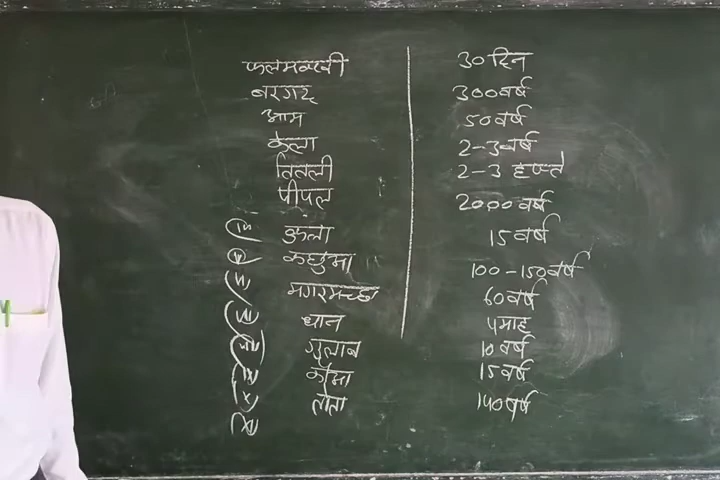 फलमक्खी 30 दिन
बरगद 300 वर्ष
आम 50 वर्ष
केला 2-3 वर्ष
तितली 2-3 हफ्ते
पीपल 2000 वर्ष
कुत्ता 15 वर्ष
कछुआ 100-150 वर्ष
मगरमच्छ 60 वर्ष
धान 4 माह
गुलाब 10 वर्ष
कौआ 15 वर्ष
तोता 140 वर्ष